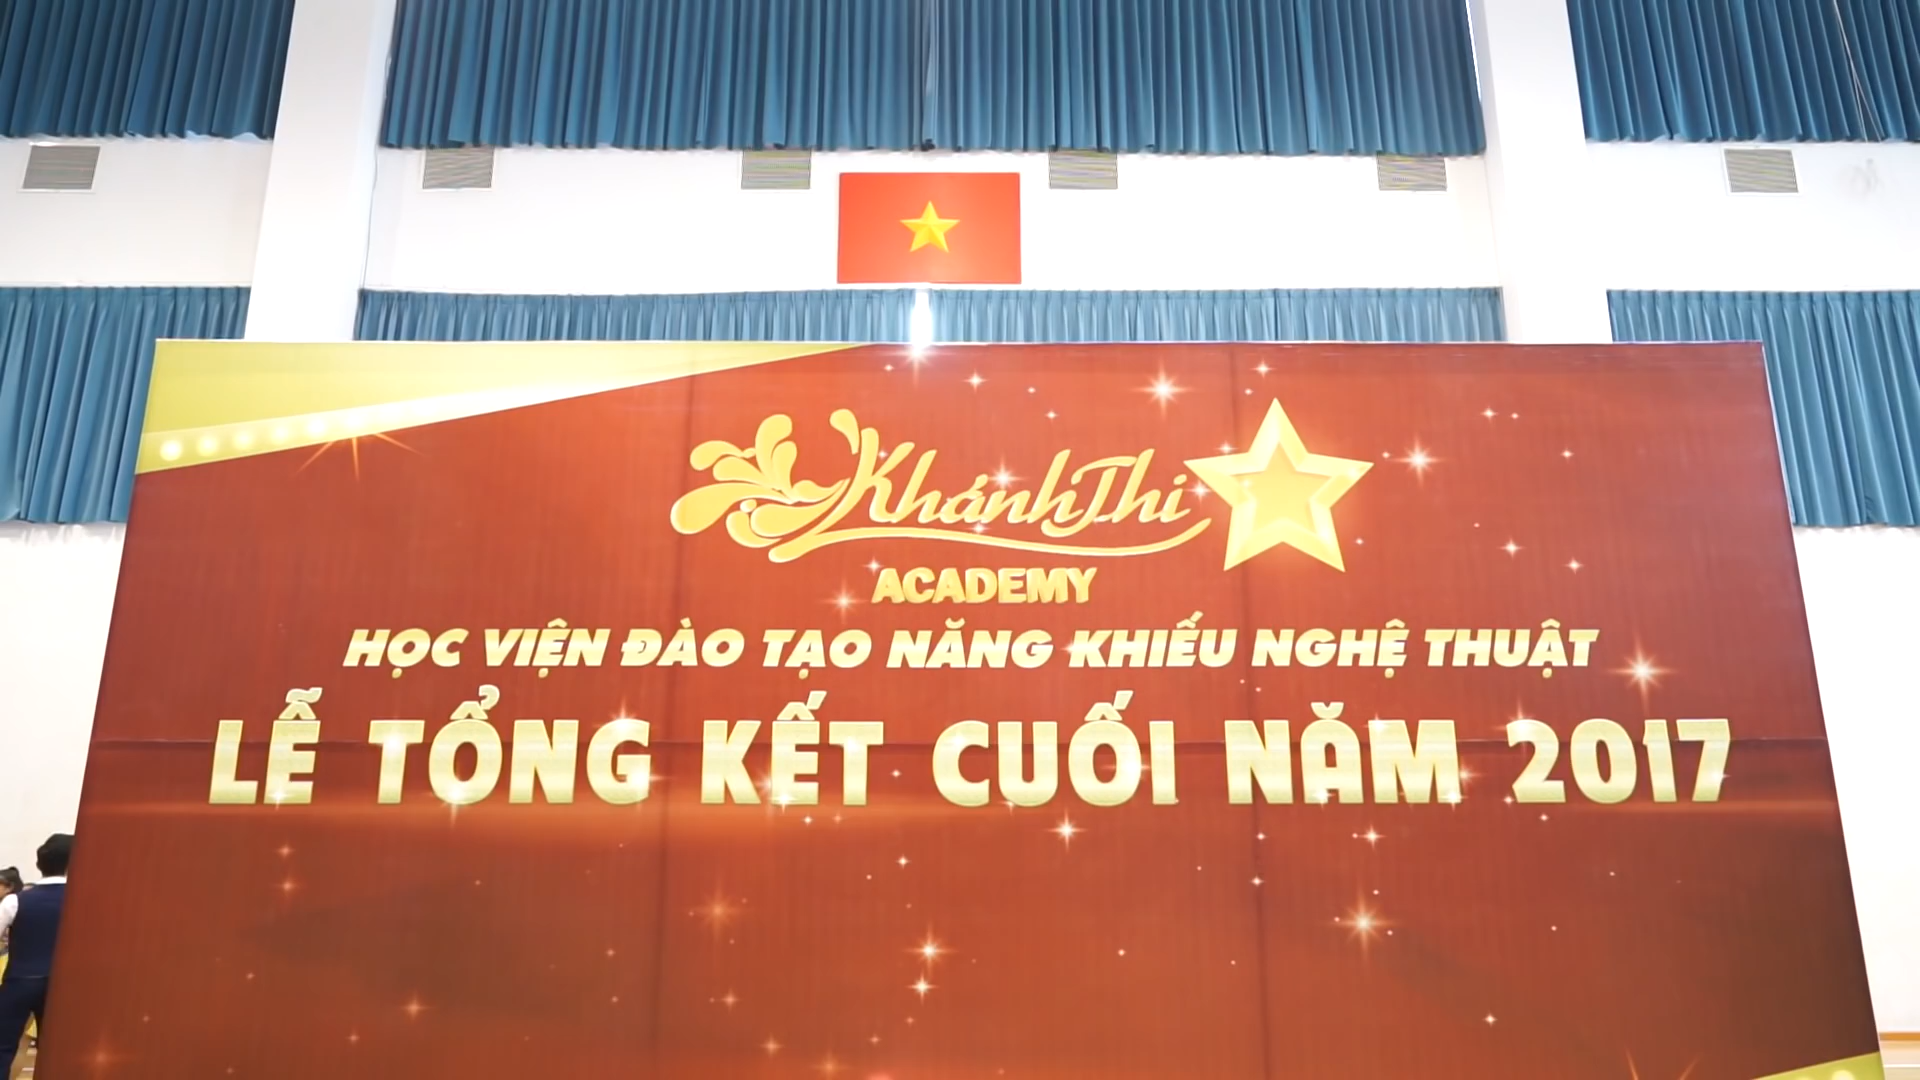 KhánhThi
ACADEMY
HỌC VIỆN ĐÀO TẠO NĂNG KHIẾU NGHỆ THUẬT
LỄ TỔNG KẾT CUỐI NĂM 2017